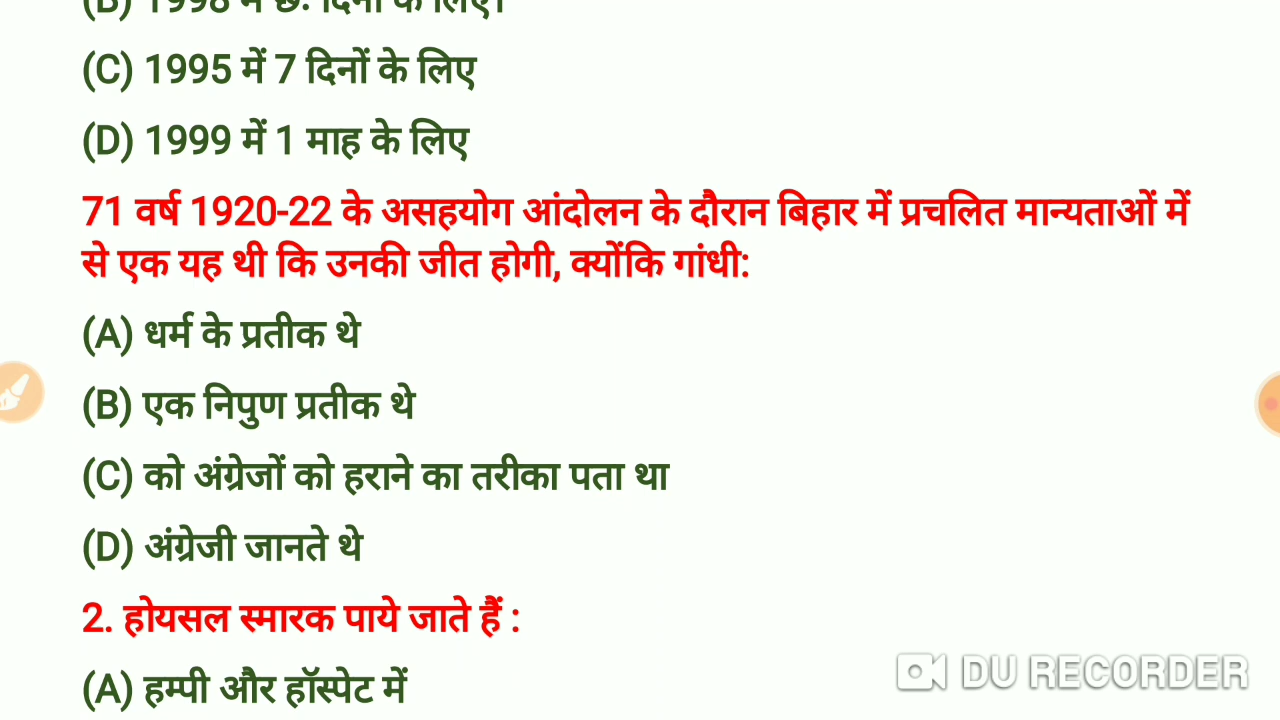 (B) 1998 में छः दिनों के लिए।
(C) 1995 में 7 दिनों के लिए
(D) 1999 में 1 माह के लिए
71 वर्ष 1920-22 के असहयोग आंदोलन के दौरान बिहार में प्रचलित मान्यताओं में
से एक यह थी कि उनकी जीत होगी, क्योंकि गांधी:
(A) धर्म के प्रतीक थे
(B) एक निपुण प्रतीक थे
(C) को अंग्रेजों को हराने का तरीका पता था
(D) अंग्रेजी जानते थे
2. होयसल स्मारक पाये जाते हैं :
(A) हम्पी और हॉस्पेट में
DU RECORDER